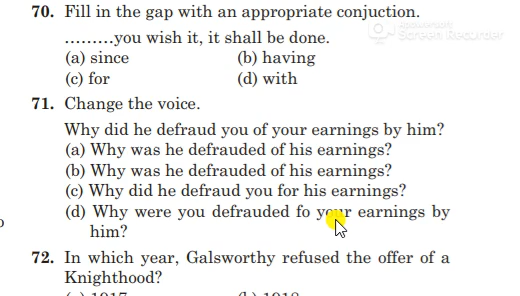 70. Fill in the gap with an appropriate conjuction.
.........you wish it, it shall be done.
(a) since (b) having
(c) for (d) with
71. Change the voice.
Why did he defraud you of your earnings by him?
(a) Why was he defrauded of his earnings?
(b) Why was he defrauded of his earnings?
(c) Why did he defraud you for his earnings?
(d) Why were you defrauded fo your earnings by
him?
72. In which year, Galsworthy refused the offer of a
Knighthood?
Screen Recorder